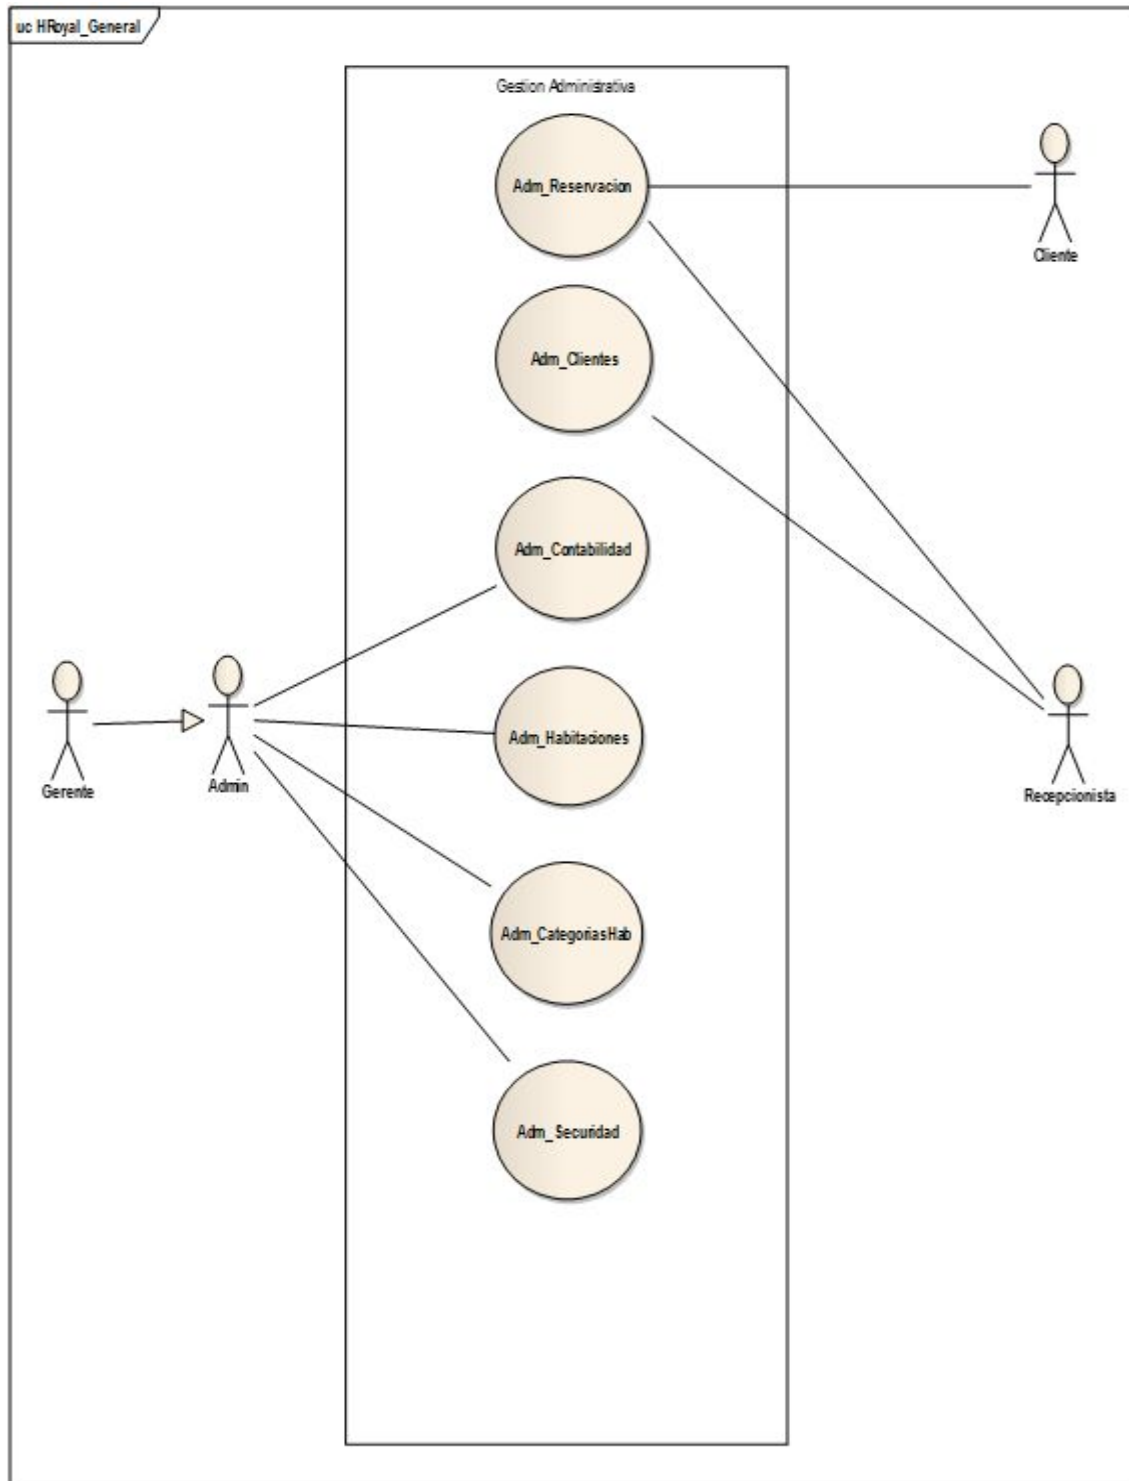 uc HRoyal_General
Gestion Administrativa
Adm_Reservacion
Cliente
Adm_Clientes
Adm_Contabilidad
Gerente
Admin
Adm_Habitaciones
Recepcionista
Adm_CategoriasHab
Adm_Securidad